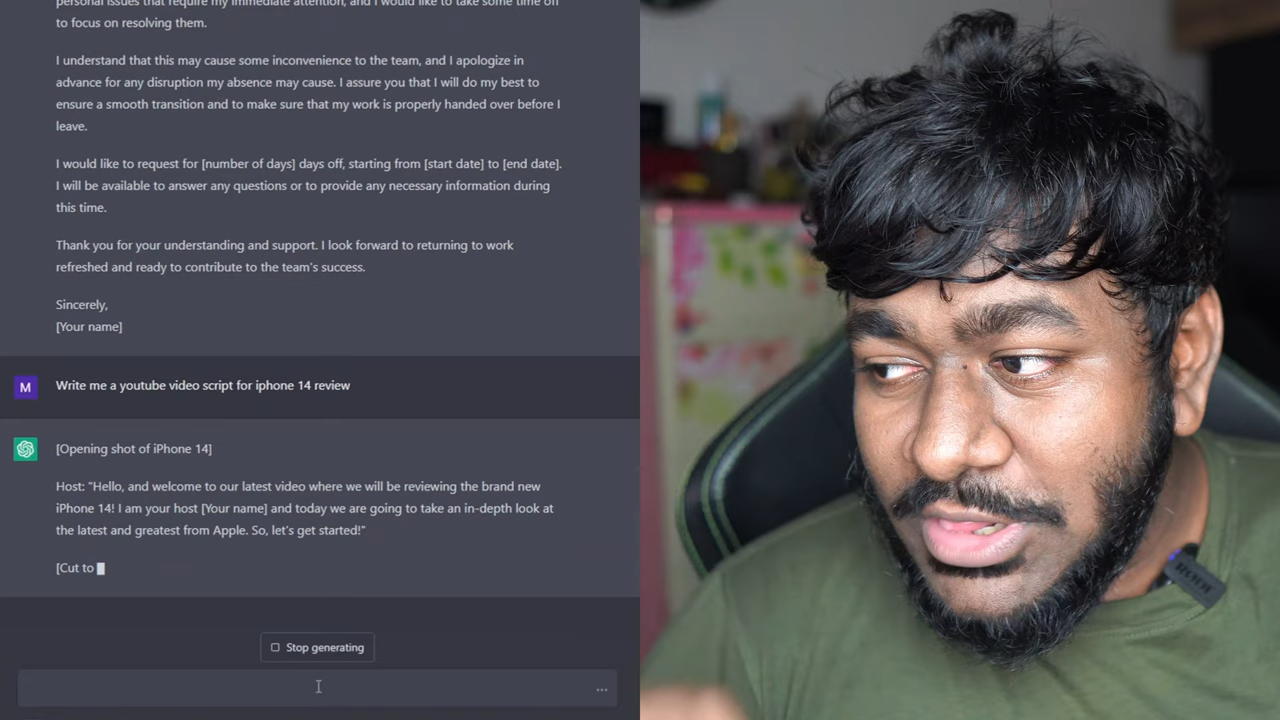 personal issues that require my immediate attention, and I would like to take some time off
to focus on resolving them.
I understand that this may cause some inconvenience to the team, and I apologize in
advance for any disruption my absence may cause. I assure you that I will do my best to
ensure a smooth transition and to make sure that my work is properly handed over before I
leave.
I would like to request for [number of days] days off, starting from [start date] to [end date].
I will be available to answer any questions or to provide any necessary information during
this time.
Thank you for your understanding and support. I look forward to returning to work
refreshed and ready to contribute to the team's success.
Sincerely,
[Your name]
M
Write me a youtube video script for iphone 14 review
[Opening shot of iPhone 14]
Host: "Hello, and welcome to our latest video where we will be reviewing the brand new
iPhone 14! I am your host [Your name] and today we are going to take an in-depth look at
the latest and greatest from Apple. So, let's get started!"
[Cut to
Stop generating
RODE